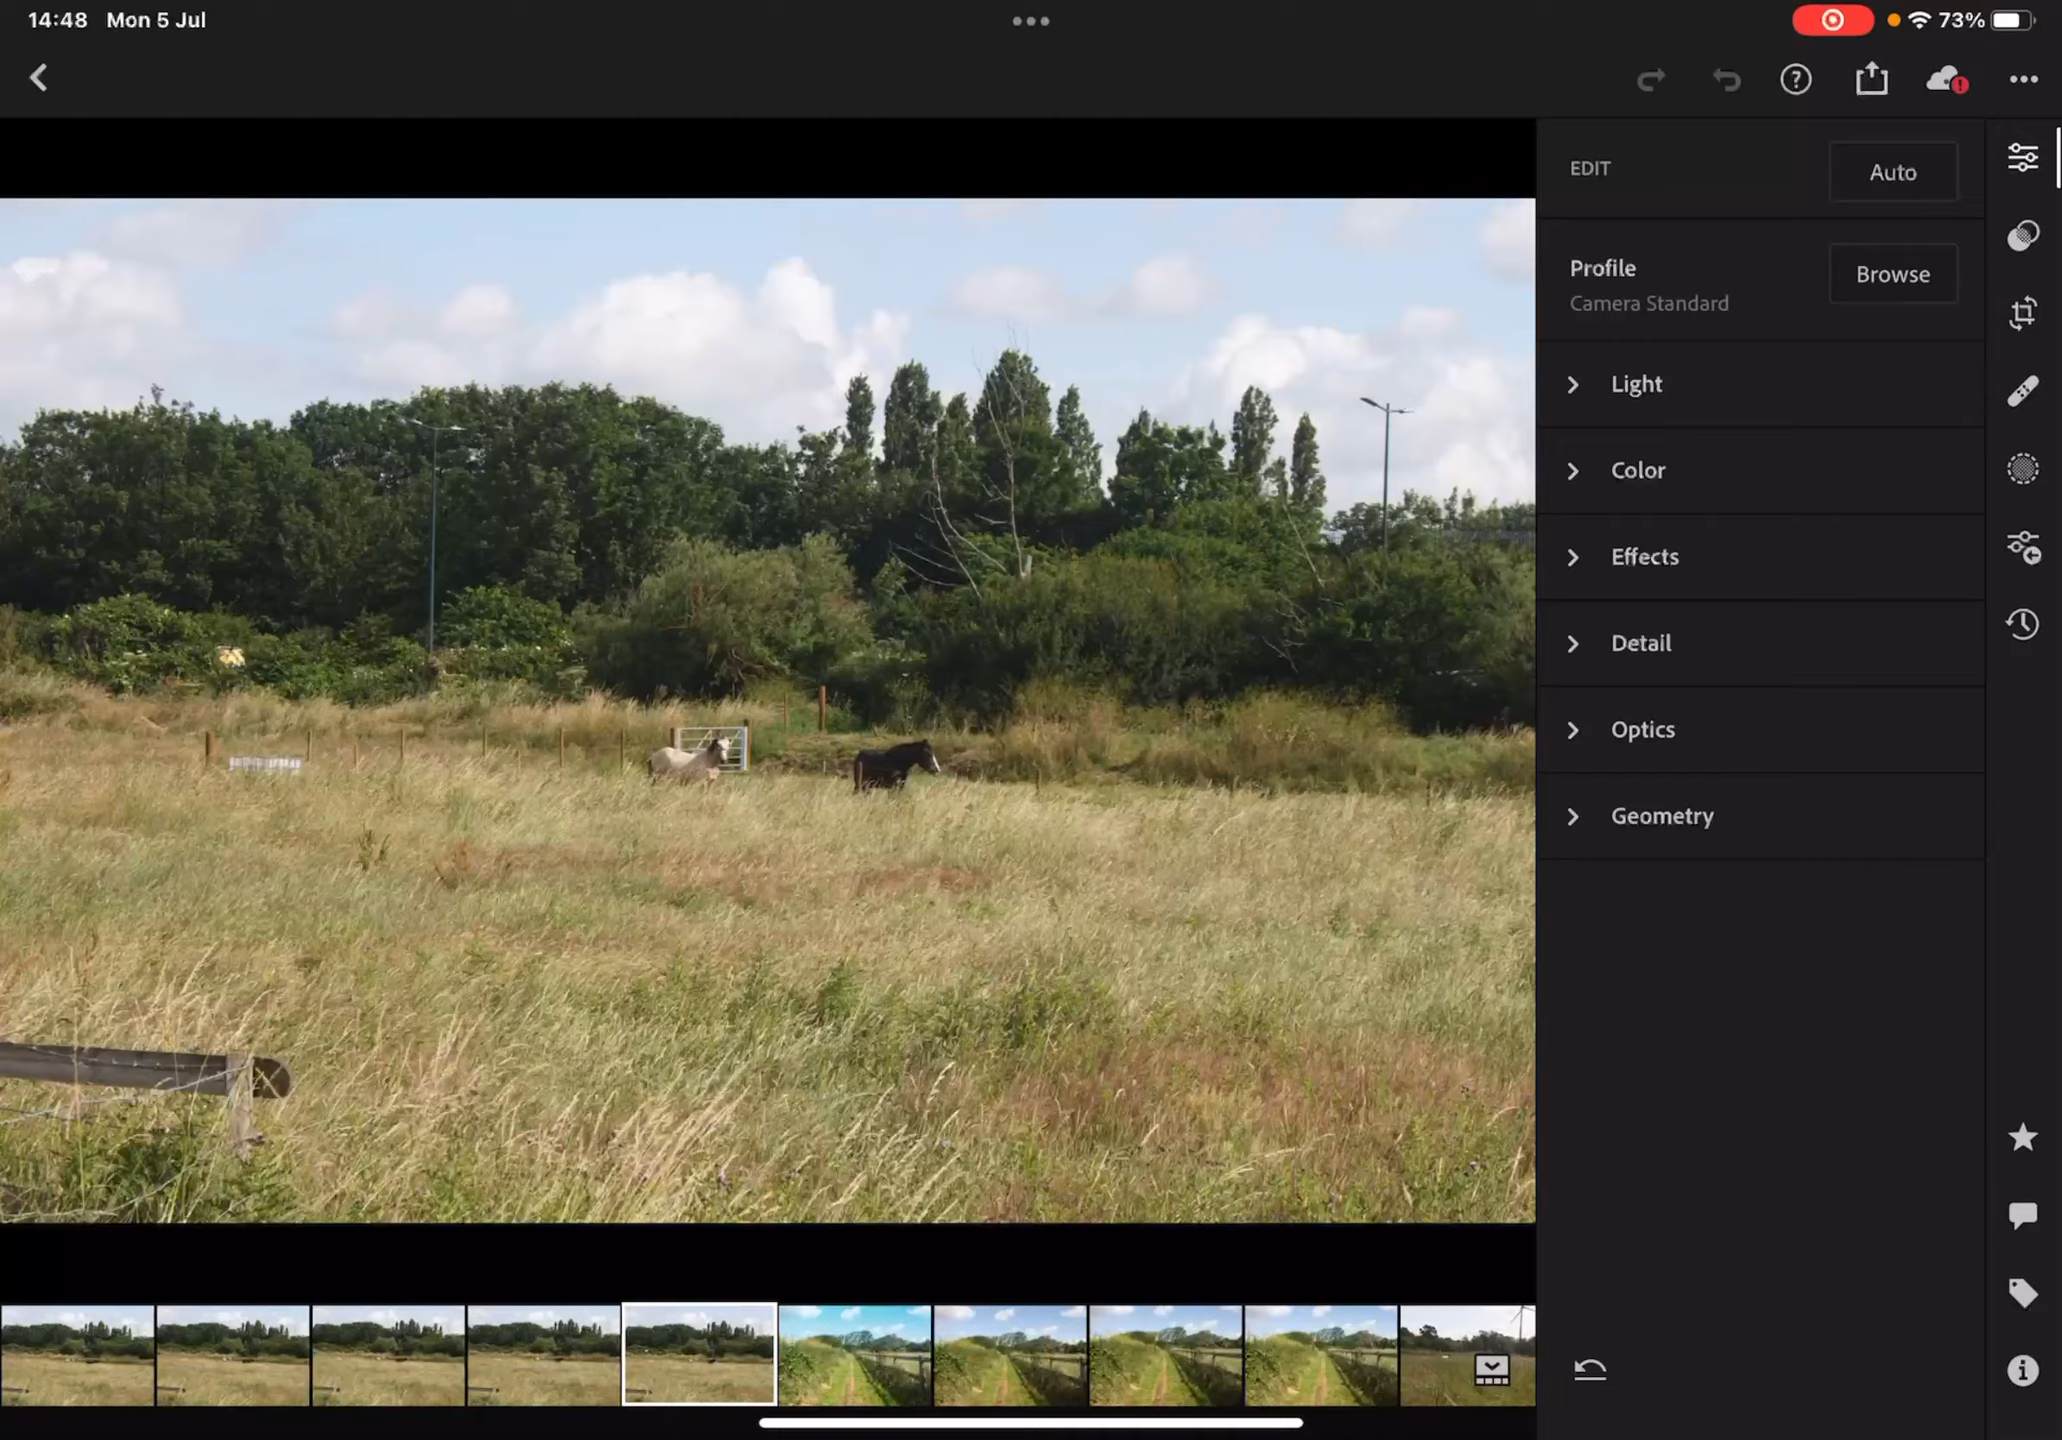 14:48 Mon 5 Jul
73%
EDIT
Auto
Profile
Camera Standard
Browse
Light
Color
Effects
Detail
Optics
Geometry